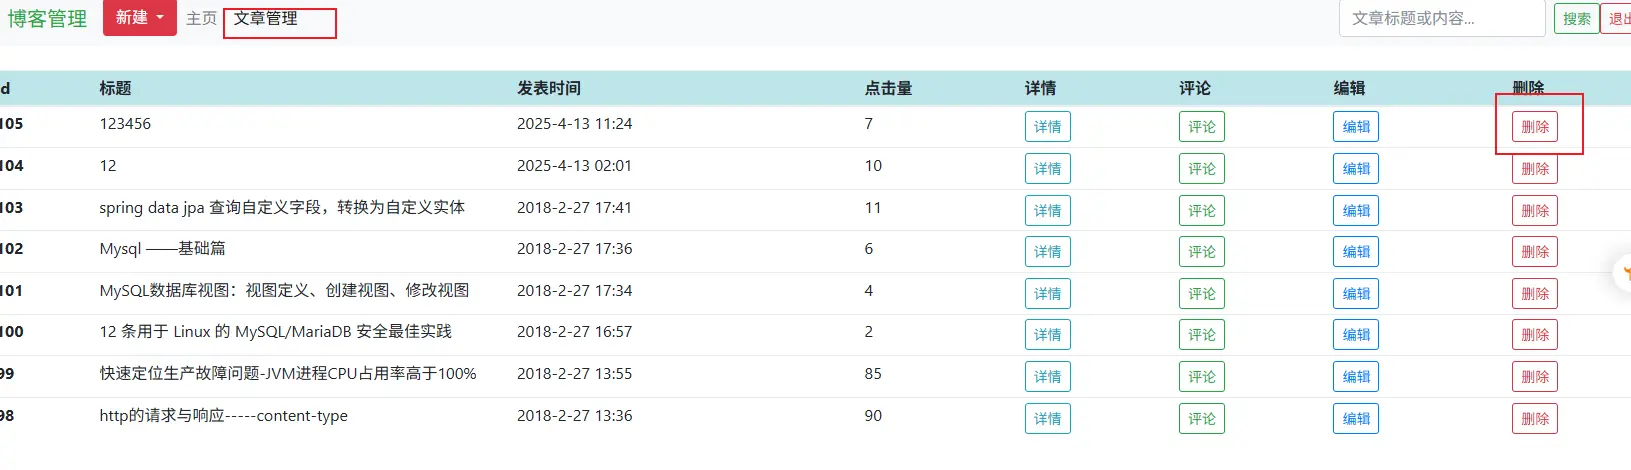 博客管理 新建 主页 文章管理 文章标题或内容... 搜索 退出
d 标题 发表时间 点击量 详情 评论 编辑 删除
105 123456 2025-4-13 11:24 7 详情 评论 编辑 删除
104 12 2025-4-13 02:01 10 详情 评论 编辑 删除
103 spring data jpa 查询自定义字段，转换为自定义实体 2018-2-27 17:41 11 详情 评论 编辑 删除
102 Mysql ——基础篇 2018-2-27 17:36 6 详情 评论 编辑 删除
101 MySQL数据库视图：视图定义、创建视图、修改视图 2018-2-27 17:34 4 详情 评论 编辑 删除
100 12 条用于 Linux 的 MySQL/MariaDB 安全最佳实践 2018-2-27 16:57 2 详情 评论 编辑 删除
99 快速定位生产故障问题-JVM进程CPU占用率高于100% 2018-2-27 13:55 85 详情 评论 编辑 删除
98 http的请求与响应-----content-type 2018-2-27 13:36 90 详情 评论 编辑 删除